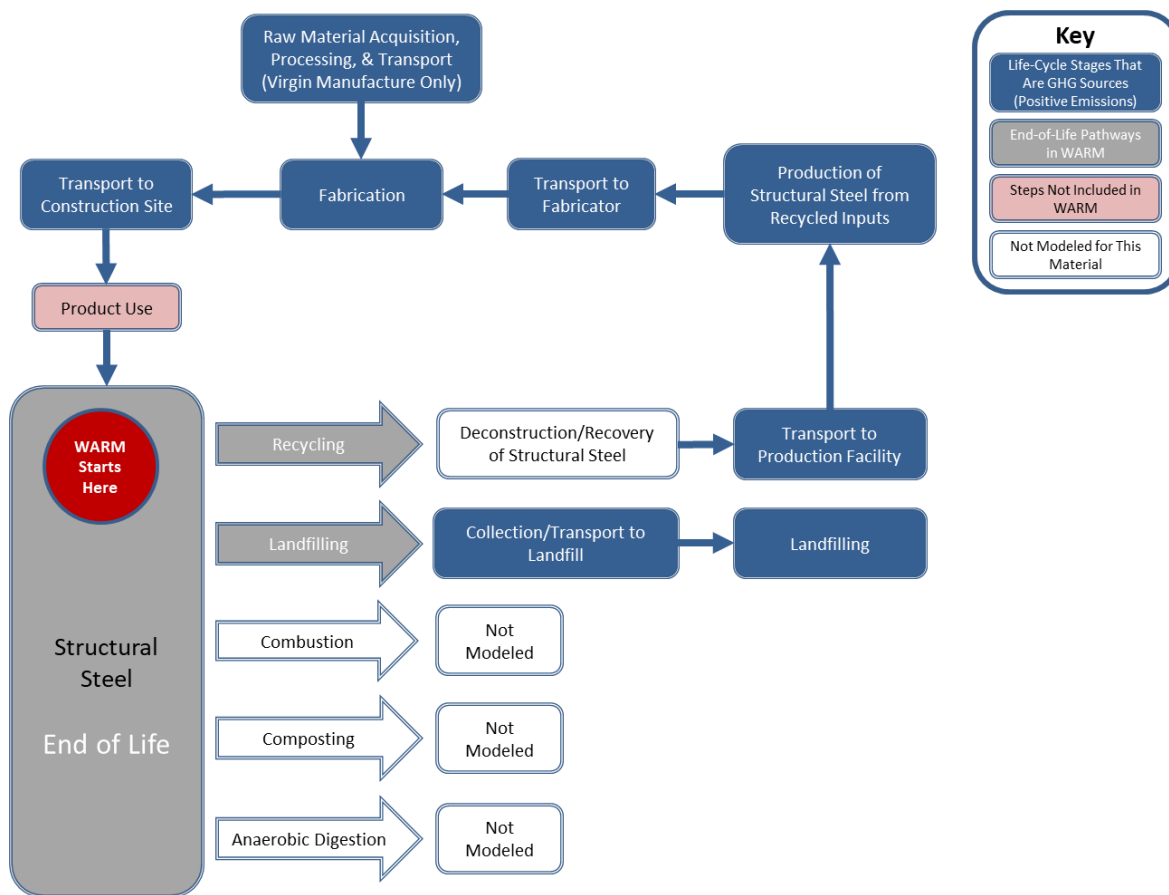 Raw Material Acquisition,
Processing, & Transport
(Virgin Manufacture Only)
Key
Life-Cycle Stages That
Are GHG Sources
(Positive Emissions)
End-of-Life Pathways
in WARM
Steps Not Included in
WARM
Not Modeled for This
Material
Transport to
Construction Site
Fabrication
Transport to
Fabricator
Production of
Structural Steel from
Recycled Inputs
Product Use
WARM
Starts
Here
Structural
Steel
End of Life
Recycling
Deconstruction/Recovery
of Structural Steel
Transport to
Production Facility
Landfilling
Collection/Transport to
Landfill
Landfilling
Combustion
Not
Modeled
Composting
Not
Modeled
Anaerobic Digestion
Not
Modeled